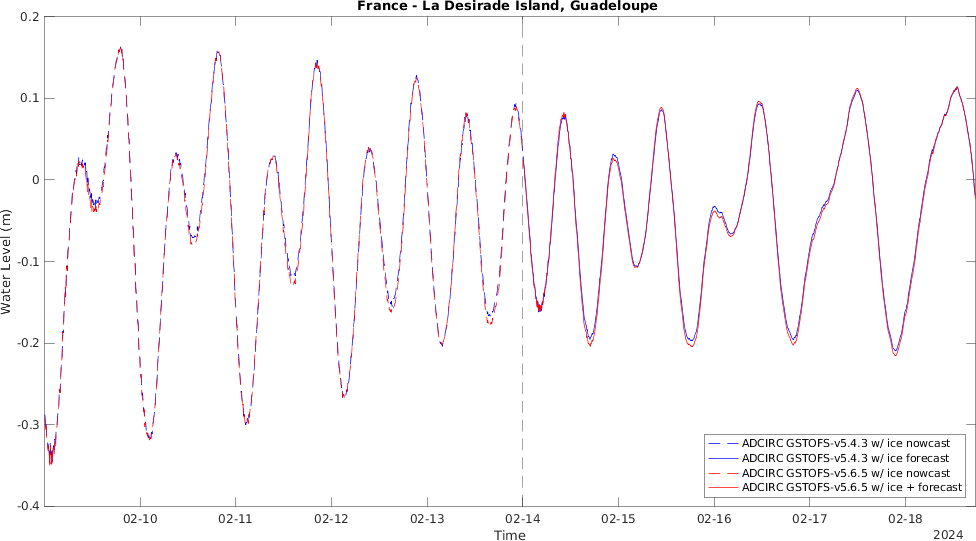 France - La Desirade Island, Guadeloupe
0.2
0.1
0
-0.1
-0.2
-0.3
-0.4
Water Level (m)
ADCIRC GSTOFS-v5.4.3 w/ ice nowcast
ADCIRC GSTOFS-v5.4.3 w/ ice forecast
ADCIRC GSTOFS-v5.6.5 w/ ice nowcast
ADCIRC GSTOFS-v5.6.5 w/ ice + forecast
02-10 02-11 02-12 02-13 02-14 02-15 02-16 02-17 02-18
Time
2024